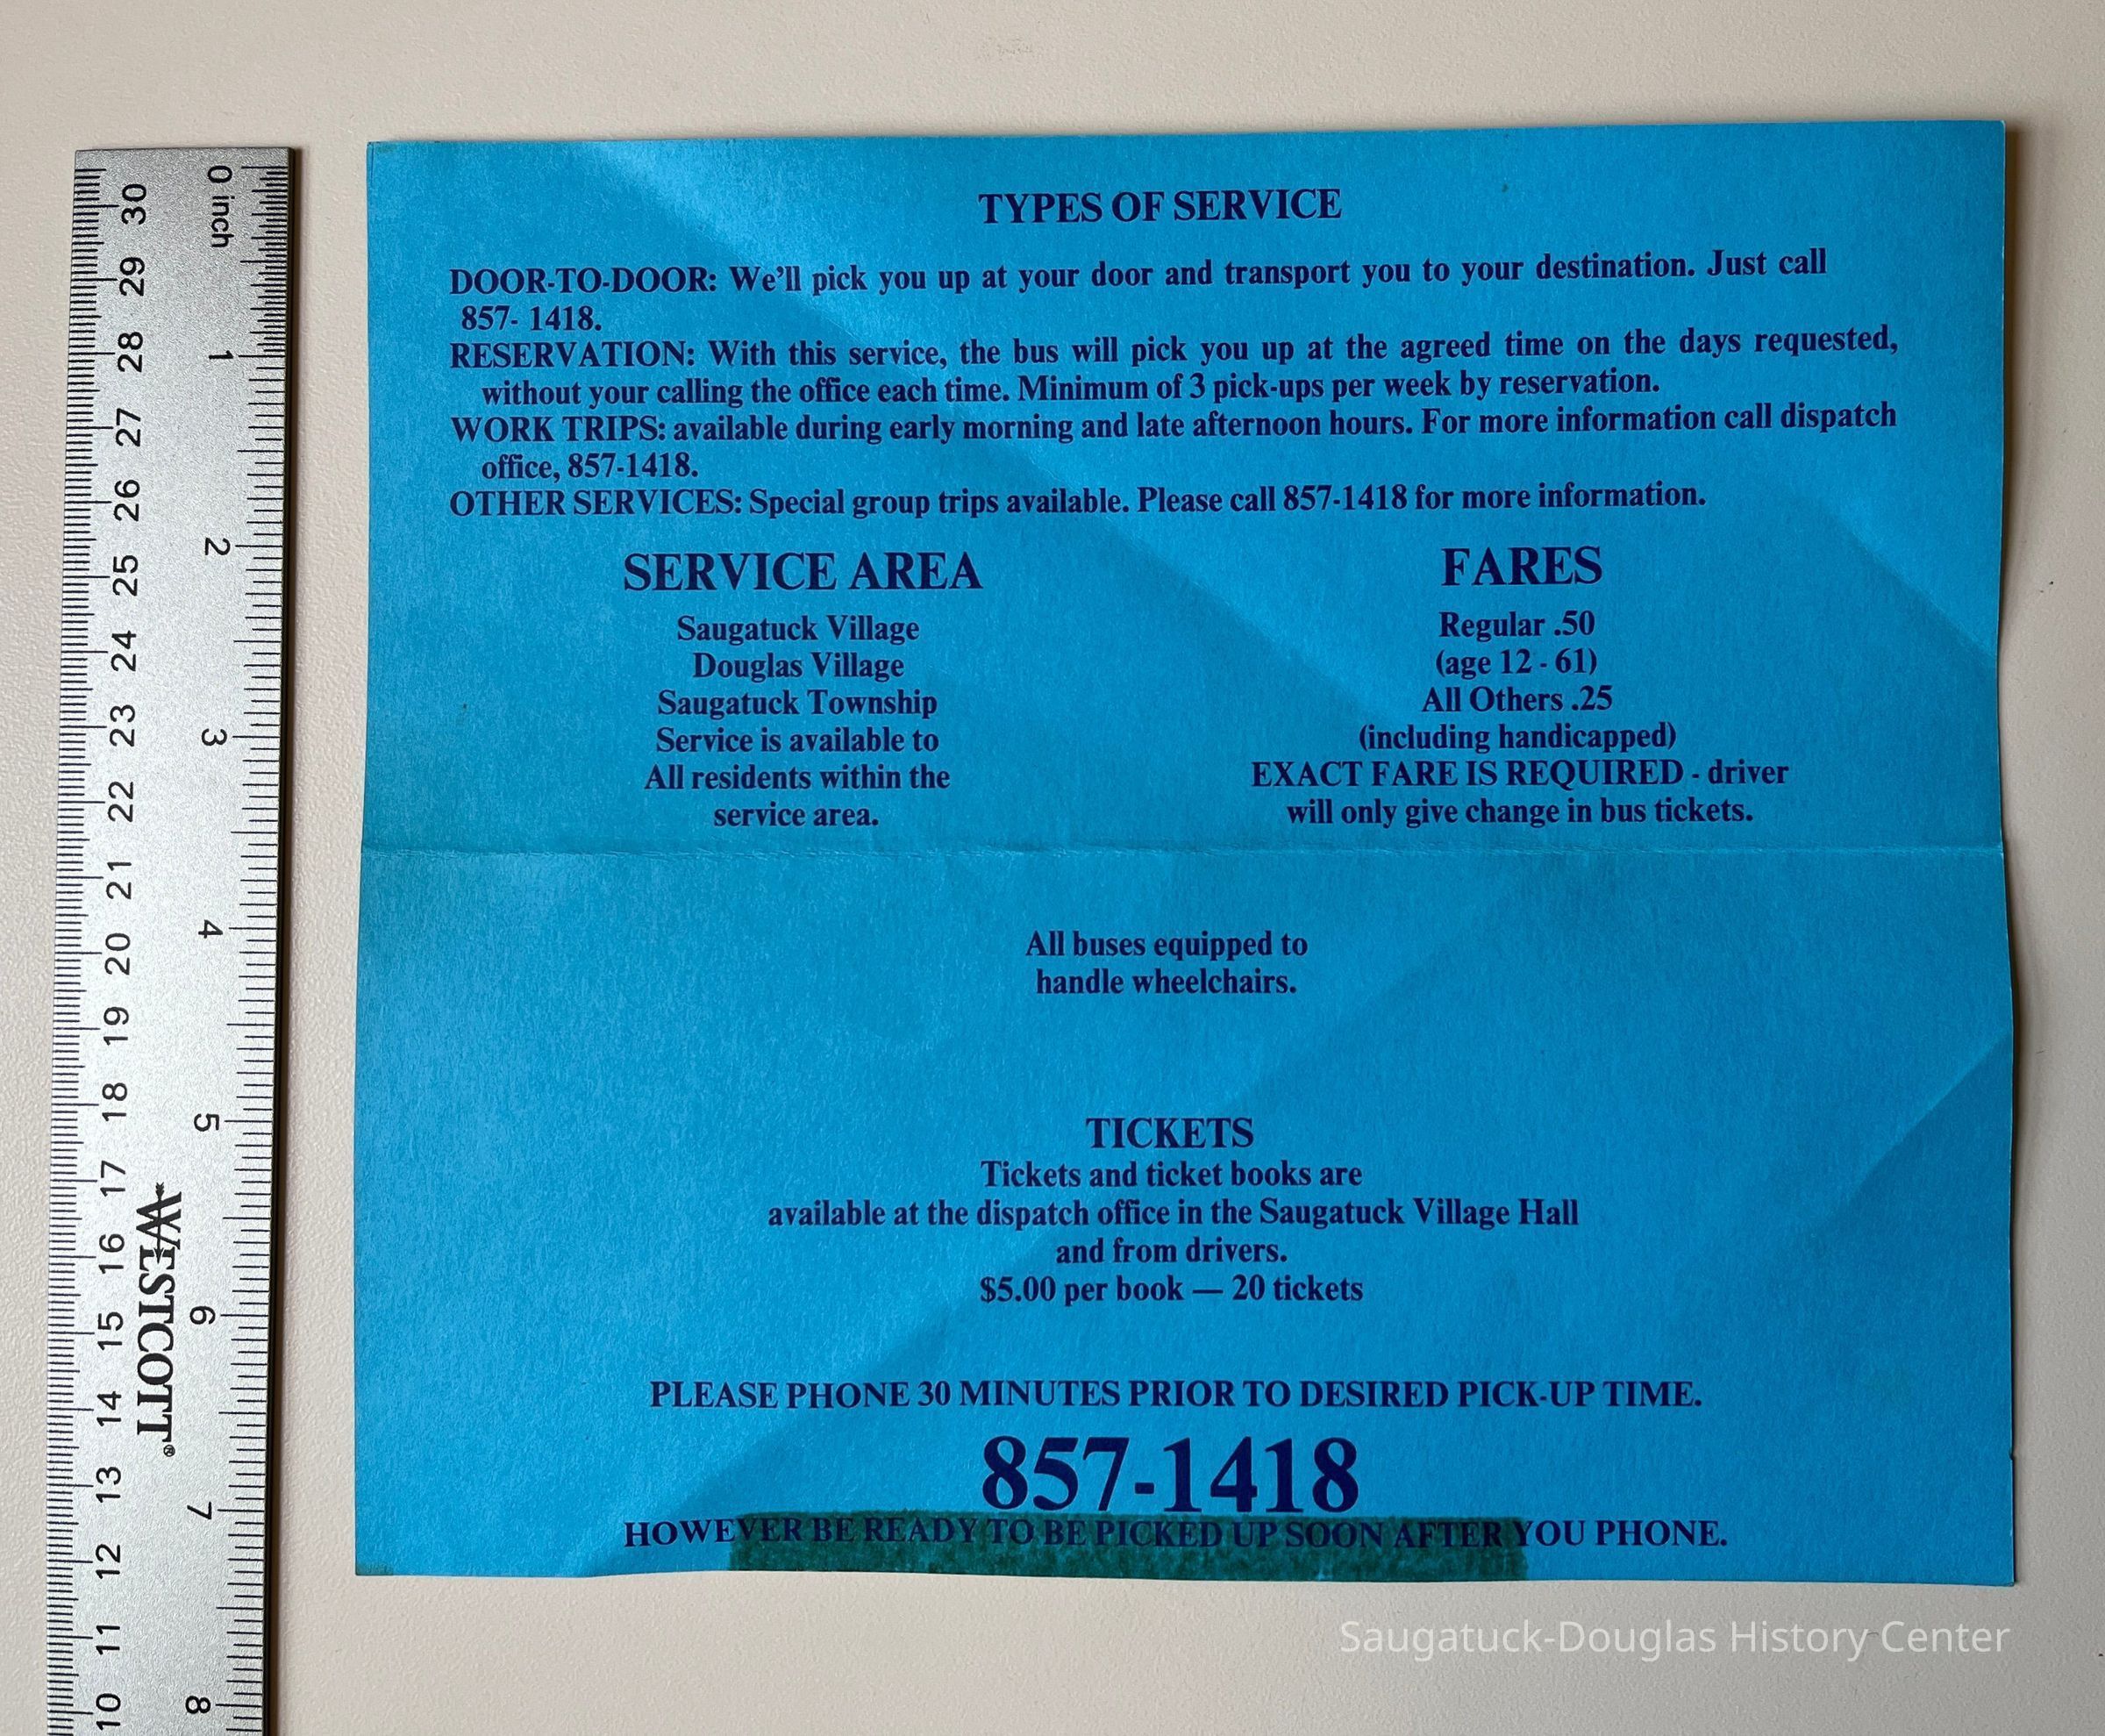 TYPES OF SERVICE
DOOR-TO-DOOR: We'll pick you up at your door and transport you to your destination. Just call
857- 1418.
RESERVATION: With this service, the bus will pick you up at the agreed time on the days requested,
without your calling the office each time. Minimum of 3 pick-ups per week by reservation.
WORK TRIPS: available during early morning and late afternoon hours. For more information call dispatch
office, 857-1418.
OTHER SERVICES: Special group trips available. Please call 857-1418 for more information.
SERVICE AREA
Saugatuck Village
Douglas Village
Saugatuck Township
Service is available to
All residents within the
service area.
FARES
Regular .50
(age 12 - 61)
All Others .25
(including handicapped)
EXACT FARE IS REQUIRED - driver
will only give change in bus tickets.
All buses equipped to
handle wheelchairs.
TICKETS
Tickets and ticket books are
available at the dispatch office in the Saugatuck Village Hall
and from drivers.
$5.00 per book — 20 tickets
PLEASE PHONE 30 MINUTES PRIOR TO DESIRED PICK-UP TIME.
857-1418
HOWEVER BE READY TO BE PICKED UP SOON AFTER YOU PHONE.
0 inch
1
2
3
4
5
6
7
8
30
29
28
27
26
25
24
23
22
21
20
19
18
17
16
15
14
13
12
11
10
WESTCOTT®
Saugatuck-Douglas History Center